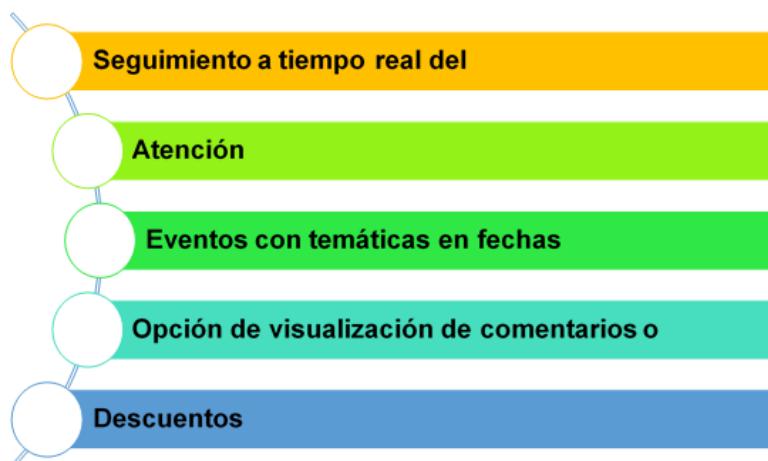 Seguimiento a tiempo real del
Atención
Eventos con temáticas en fechas
Opción de visualización de comentarios o
Descuentos